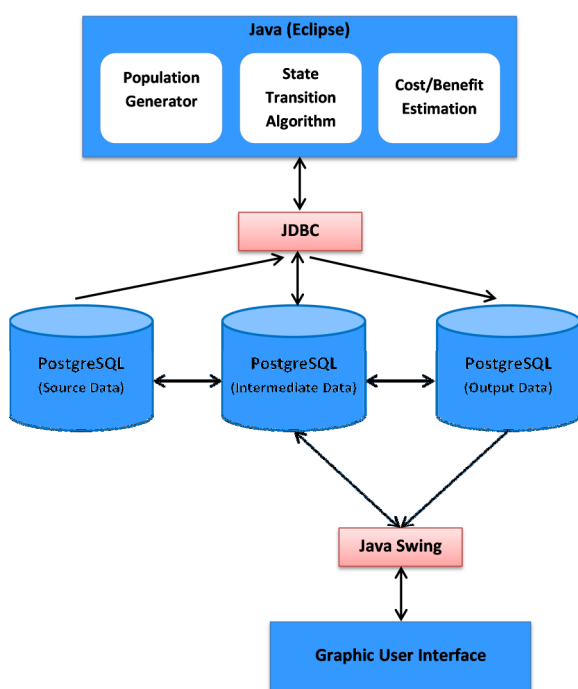 Java (Eclipse)
Population
Generator
State
Transition
Algorithm
Cost/Benefit
Estimation
JDBC
PostgreSQL
(Source Data)
PostgreSQL
(Intermediate Data)
PostgreSQL
(Output Data)
Java Swing
Graphic User Interface